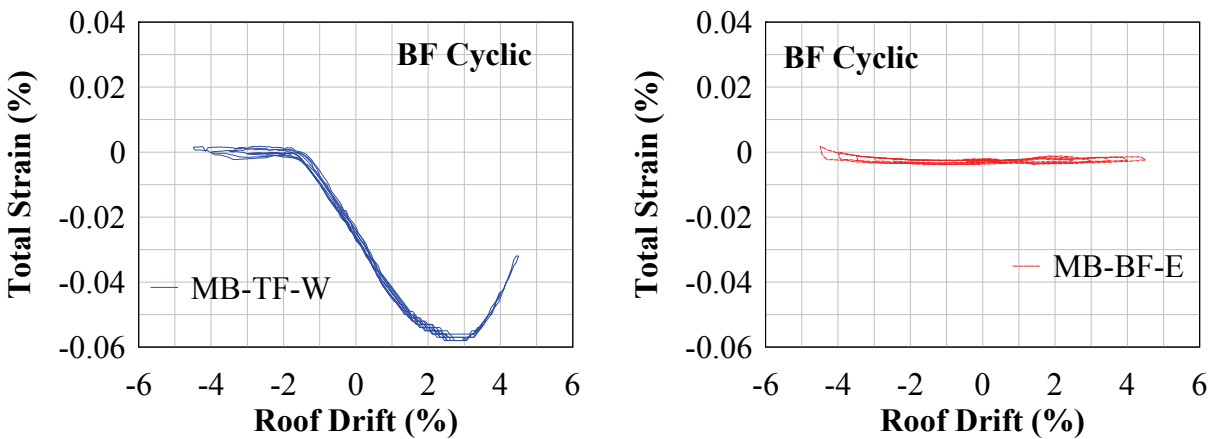 BF Cyclic
Total Strain (%)
0.04
0.02
0
-0.02
-0.04
-0.06
MB-TF-W
-6 -4 -2 0 2 4 6
Roof Drift (%)
BF Cyclic
Total Strain (%)
0.04
0.02
0
-0.02
-0.04
-0.06
MB-BF-E
-6 -4 -2 0 2 4 6
Roof Drift (%)